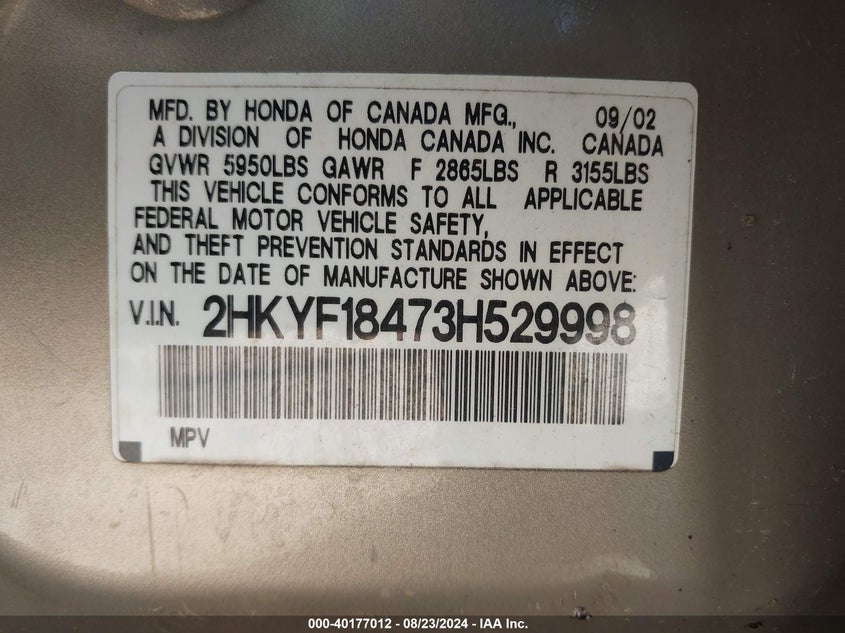 MFD. BY HONDA OF CANADA MFG., 09/02
A DIVISION OF HONDA CANADA INC. CANADA
GVWR 5950LBS GAWR F 2865LBS R 3155LBS
THIS VEHICLE CONFORMS TO ALL APPLICABLE
FEDERAL MOTOR VEHICLE SAFETY,
AND THEFT PREVENTION STANDARDS IN EFFECT
ON THE DATE OF MANUFACTURE SHOWN ABOVE:
V.I.N. 2HKYF18473H529998
MPV
000-40177012 - 08/23/2024 - IAA Inc.